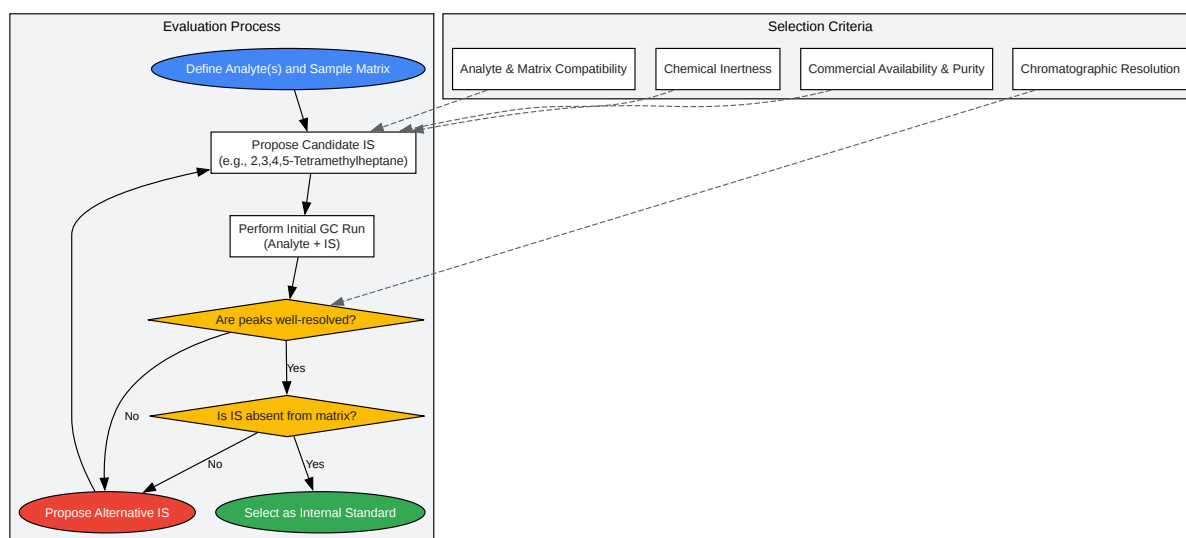 Evaluation Process
Selection Criteria
Define Analyte(s) and Sample Matrix
Analyte & Matrix Compatibility
Chemical Inertness
Commercial Availability & Purity
Chromatographic Resolution
Propose Candidate IS
(e.g., 2,3,4,5-Tetramethylheptane)
Perform Initial GC Run
(Analyte + IS)
Are peaks well-resolved?
Yes
No
Is IS absent from matrix?
No
Yes
Propose Alternative IS
Select as Internal Standard